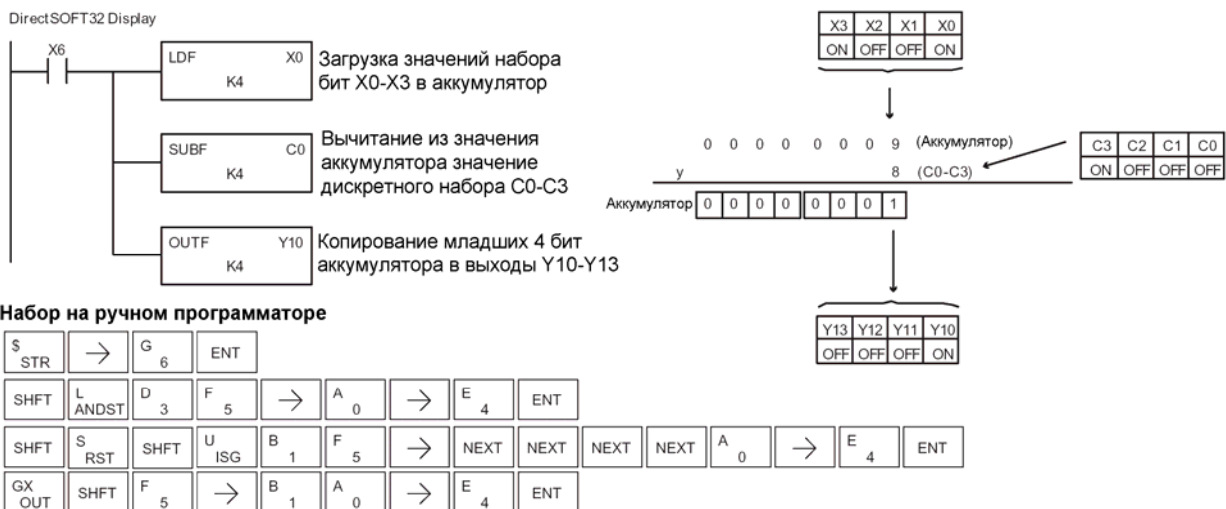 DirectSOFT32 Display
X6
LDF X0
K4
Загрузка значений набора
бит X0-X3 в аккумулятор
SUBF C0
K4
Вычитание из значения
аккумулятора значение
дискретного набора C0-C3
OUTF Y10
K4
Копирование младших 4 бит
аккумулятора в выходы Y10-Y13
X3 X2 X1 X0
ON OFF OFF ON
0 0 0 0 0 0 0 9 (Аккумулятор)
y 8 (C0-C3)
C3 C2 C1 C0
ON OFF OFF OFF
Аккумулятор 0 0 0 0 0 0 0 1
Y13 Y12 Y11 Y10
OFF OFF OFF ON
Набор на ручном программаторе
$ STR → G 6 ENT
SHFT L ANDST D 3 F 5 → A 0 → E 4 ENT
SHFT S RST SHFT U ISG B 1 F 5 → NEXT NEXT NEXT NEXT A 0 → E 4 ENT
GX OUT SHFT F 5 → B 1 A 0 → E 4 ENT